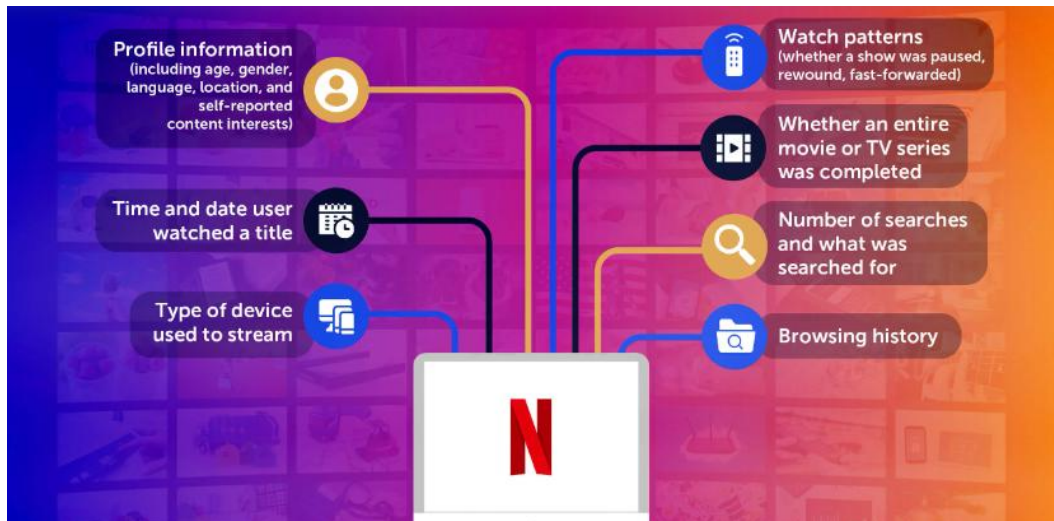 Profile information
(including age, gender,
language, location, and
self-reported
content interests)
Time and date user
watched a title
Type of device
used to stream
Watch patterns
(whether a show was paused,
rewound, fast-forwarded)
Whether an entire
movie or TV series
was completed
Number of searches
and what was
searched for
Browsing history
N